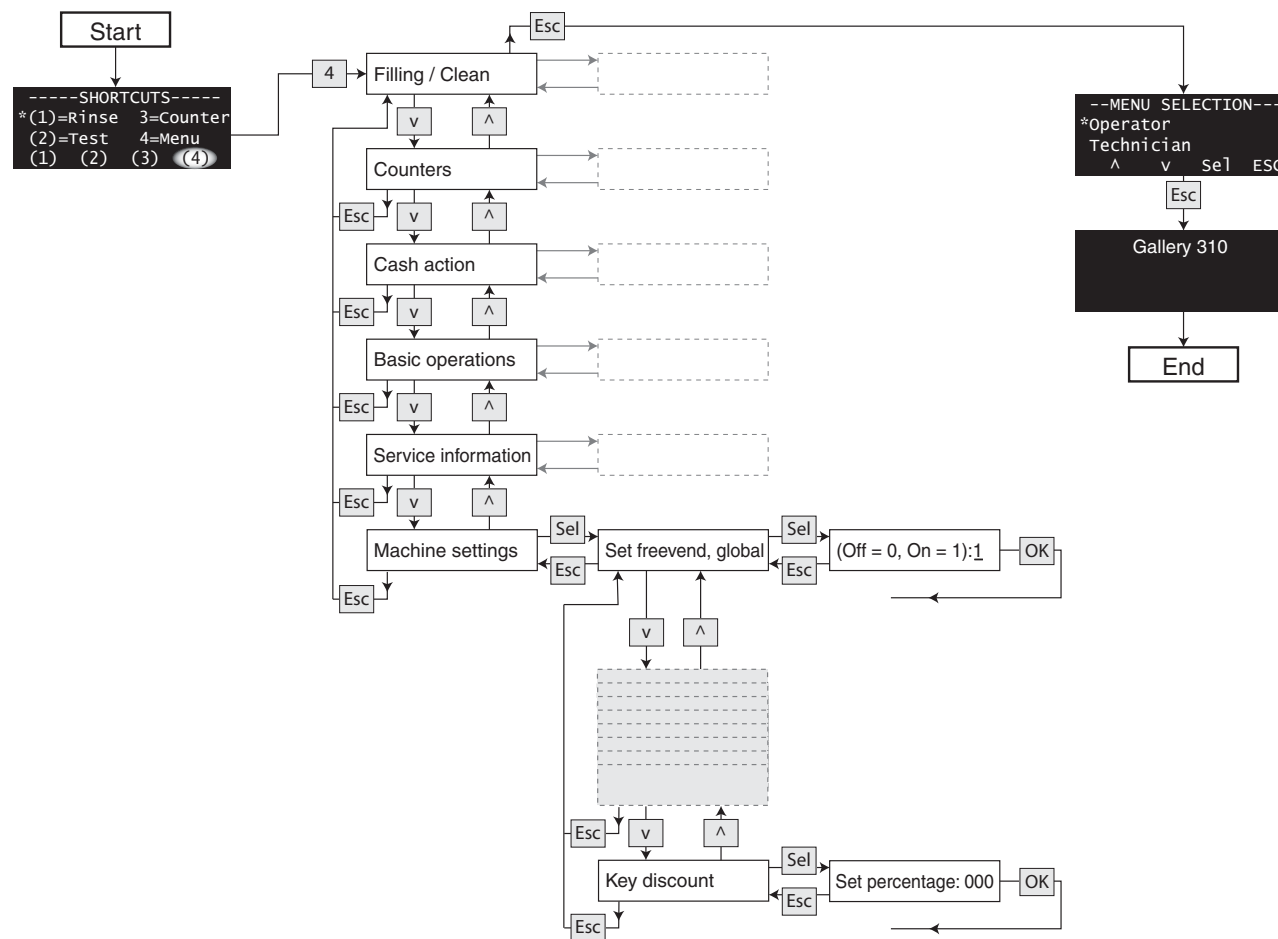 Start
-----SHORTCUTS-----
*(1)=Rinse 3=Counter
(2)=Test 4=Menu
(1) (2) (3) (4)
4
Filling / Clean
Esc
v
^
Counters
Esc
v
^
Cash action
Esc
v
^
Basic operations
Esc
v
^
Service information
Esc
v
^
Machine settings
Esc
Sel
Esc
Set freevend, global
Sel
Esc
(Off = 0, On = 1):1
OK
v
^
Esc
v
^
Key discount
Esc
Sel
Esc
Set percentage: 000
OK
--MENU SELECTION---
*Operator
Technician
^ v Sel ESC
Esc
Gallery 310
End